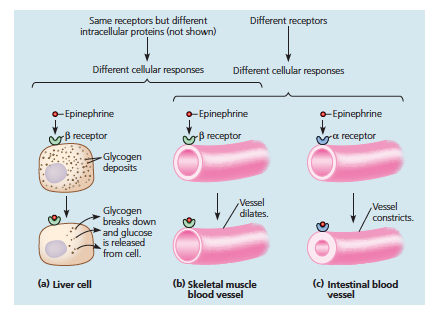 Same receptors but different
intracellular proteins (not shown)
Different receptors
Different cellular responses
Different cellular responses
Epinephrine
β receptor
Glycogen
deposits
Glycogen
breaks down
and glucose
is released
from cell.
(a) Liver cell
Epinephrine
β receptor
Vessel
dilates.
(b) Skeletal muscle
blood vessel
Epinephrine
α receptor
Vessel
constricts.
(c) Intestinal blood
vessel